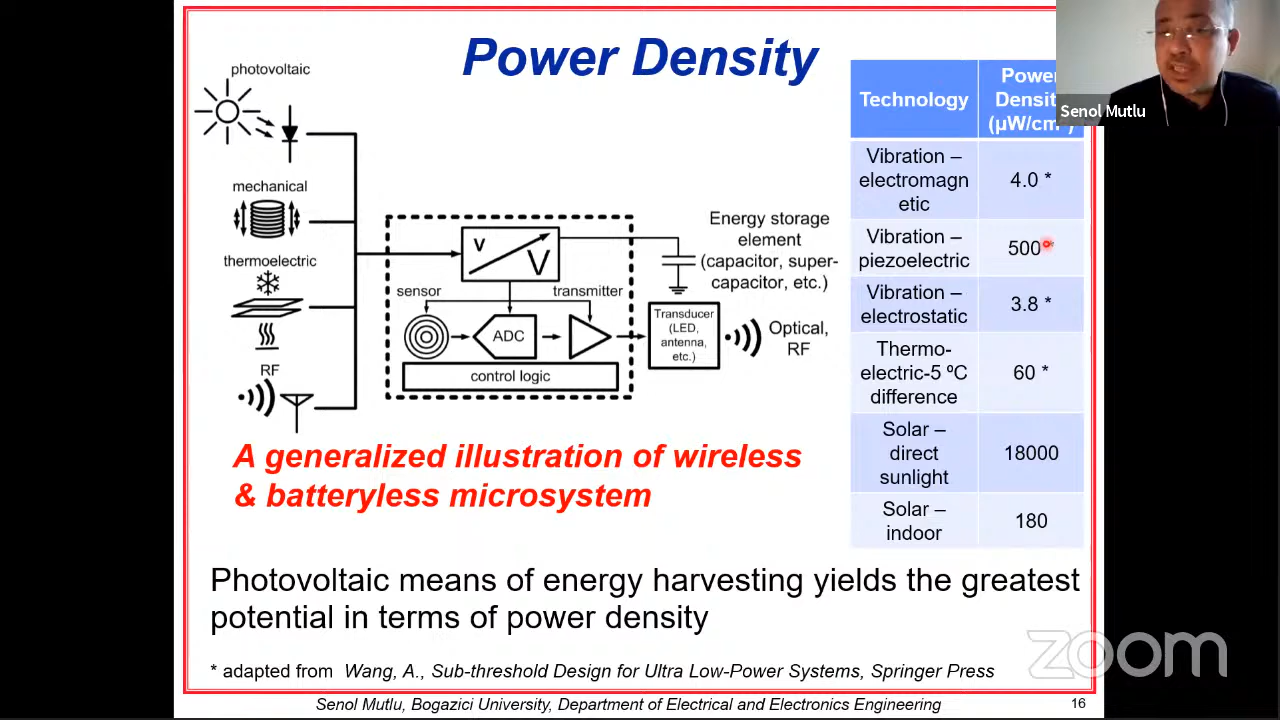 Power Density
photovoltaic
mechanical
thermoelectric
RF
V
V
sensor
transmitter
ADC
control logic
Energy storage
element
(capacitor, super-
capacitor, etc.)
Transducer
(LED,
antenna,
etc.)
Optical,
RF
A generalized illustration of wireless
& batteryless microsystem
Technology
Power
Densit
(µW/cm
Vibration –
electromagn
etic
4.0 *
Vibration –
piezoelectric
500*
Vibration –
electrostatic
3.8 *
Thermo-
electric-5 ºC
difference
60 *
Solar –
direct
sunlight
18000
Solar –
indoor
180
Photovoltaic means of energy harvesting yields the greatest
potential in terms of power density
* adapted from Wang, A., Sub-threshold Design for Ultra Low-Power Systems, Springer Press
Senol Mutlu, Bogazici University, Department of Electrical and Electronics Engineering
16
Senol Mutlu
zoom